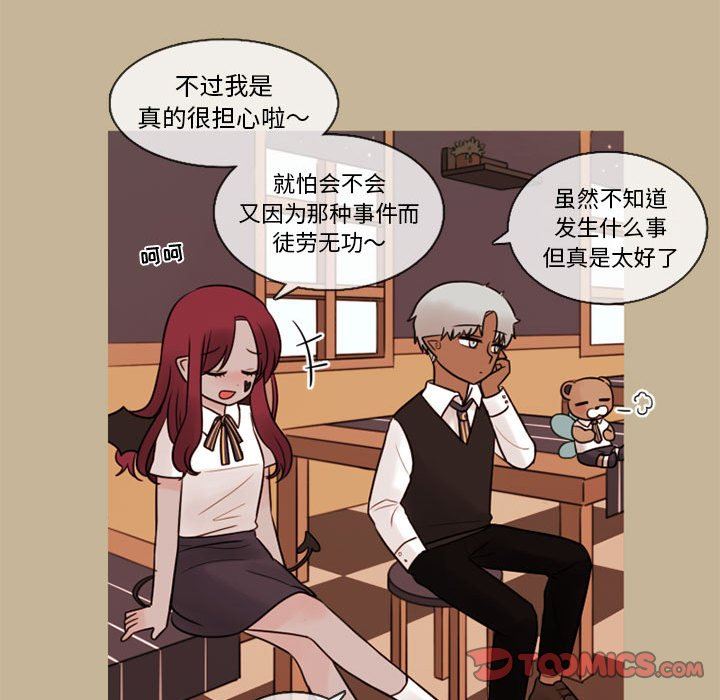 不过我是
真的很担心啦～
就怕会不会
又因为那种事件而
徒劳无功～
虽然不知道
发生什么事
但真是太好了
呵呵
TOOMICS.COM